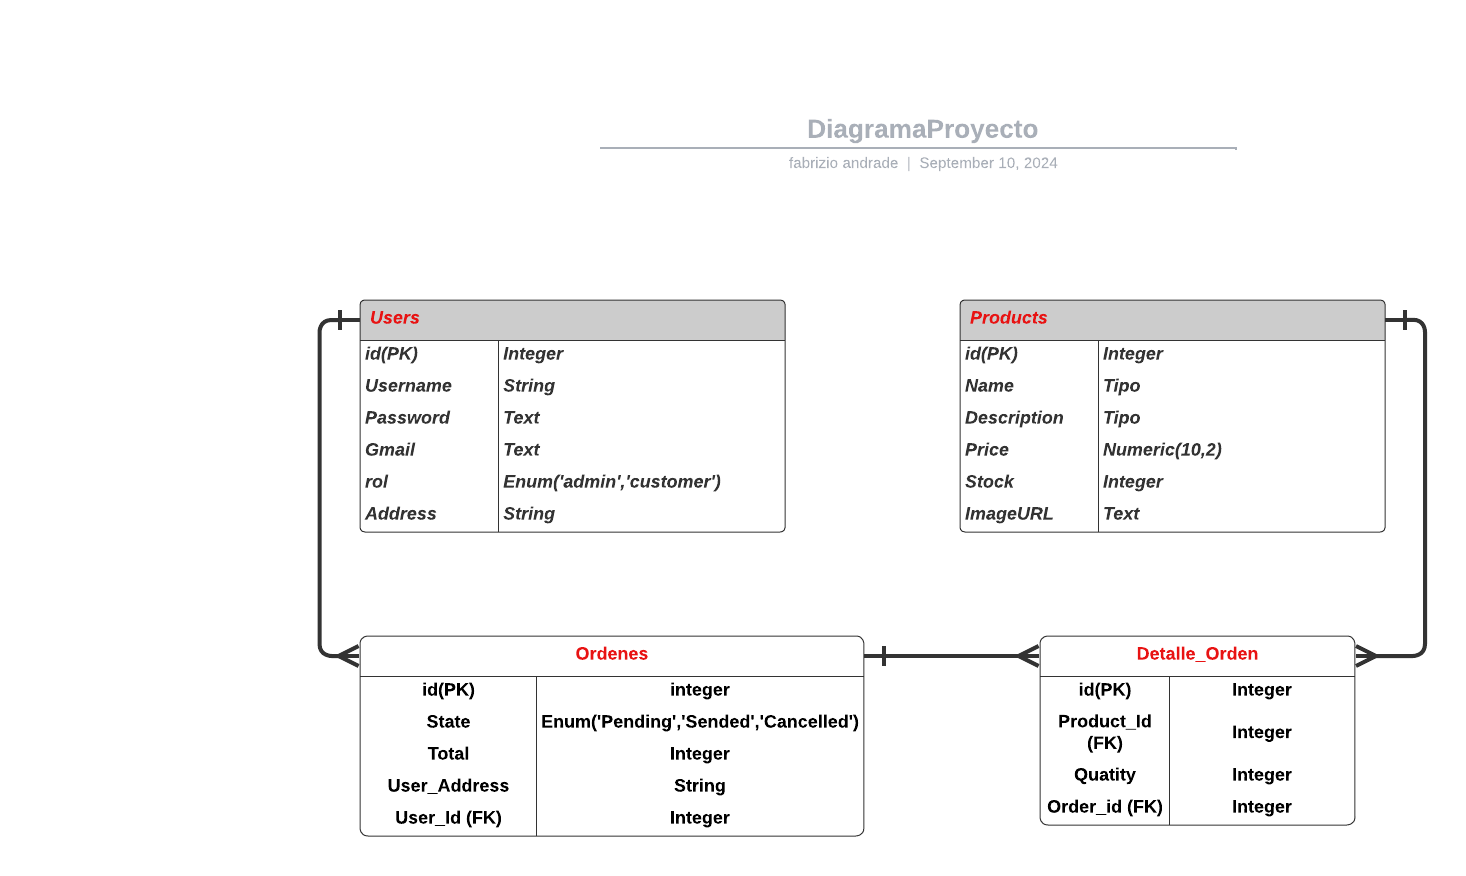 DiagramaProyecto
fabrizio andrade | September 10, 2024
Users
id(PK) Integer
Username String
Password Text
Gmail Text
rol Enum('admin','customer')
Address String
Products
id(PK) Integer
Name Tipo
Description Tipo
Price Numeric(10,2)
Stock Integer
ImageURL Text
Ordenes
id(PK) integer
State Enum('Pending','Sended','Cancelled')
Total Integer
User_Address String
User_Id (FK) Integer
Detalle_Orden
id(PK) Integer
Product_Id
(FK) Integer
Quatity Integer
Order_id (FK) Integer